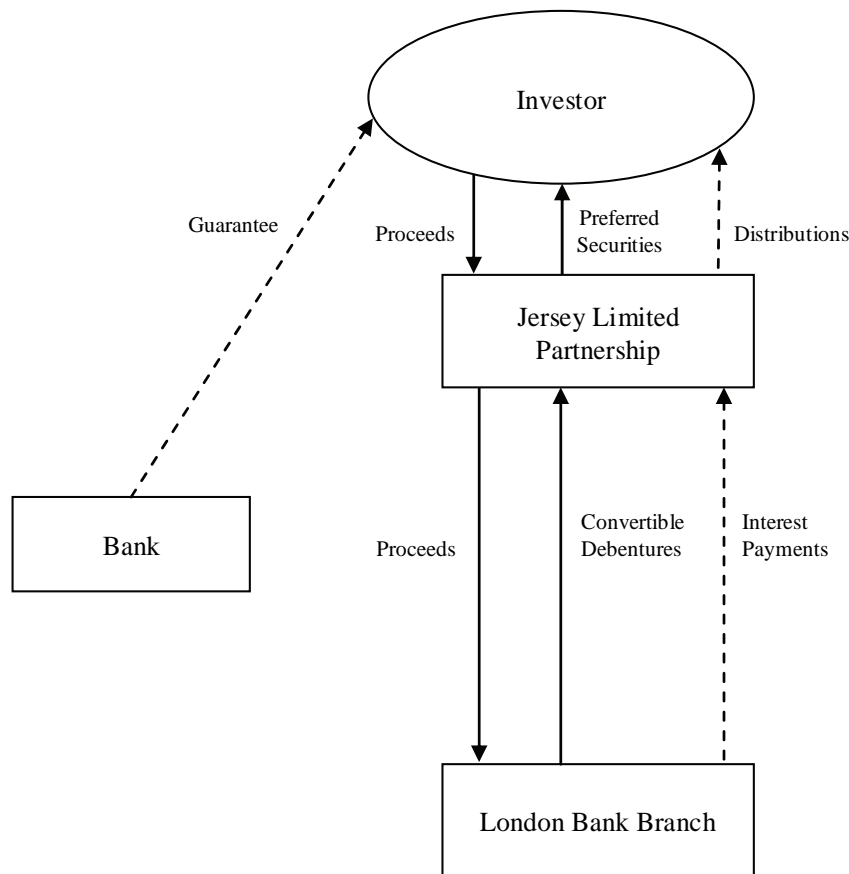 Investor
Guarantee
Proceeds
Preferred
Securities
Distributions
Jersey Limited
Partnership
Bank
Proceeds
Convertible
Debentures
Interest
Payments
London Bank Branch